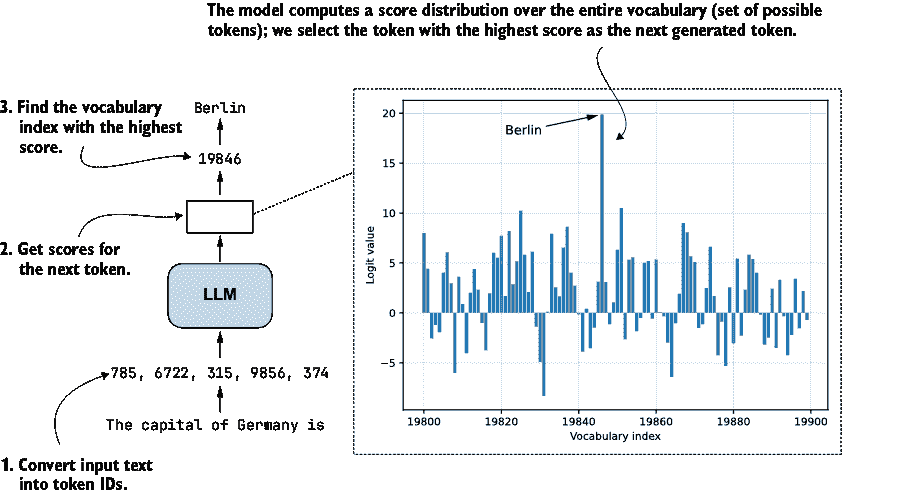 The model computes a score distribution over the entire vocabulary (set of possible
tokens); we select the token with the highest score as the next generated token.
3. Find the vocabulary
index with the highest
score.
Berlin
19846
2. Get scores for
the next token.
LLM
785, 6722, 315, 9856, 374
The capital of Germany is
1. Convert input text
into token IDs.
Berlin
Logit value
20
15
10
5
0
−5
19800
19820
19840
19860
19880
19900
Vocabulary index